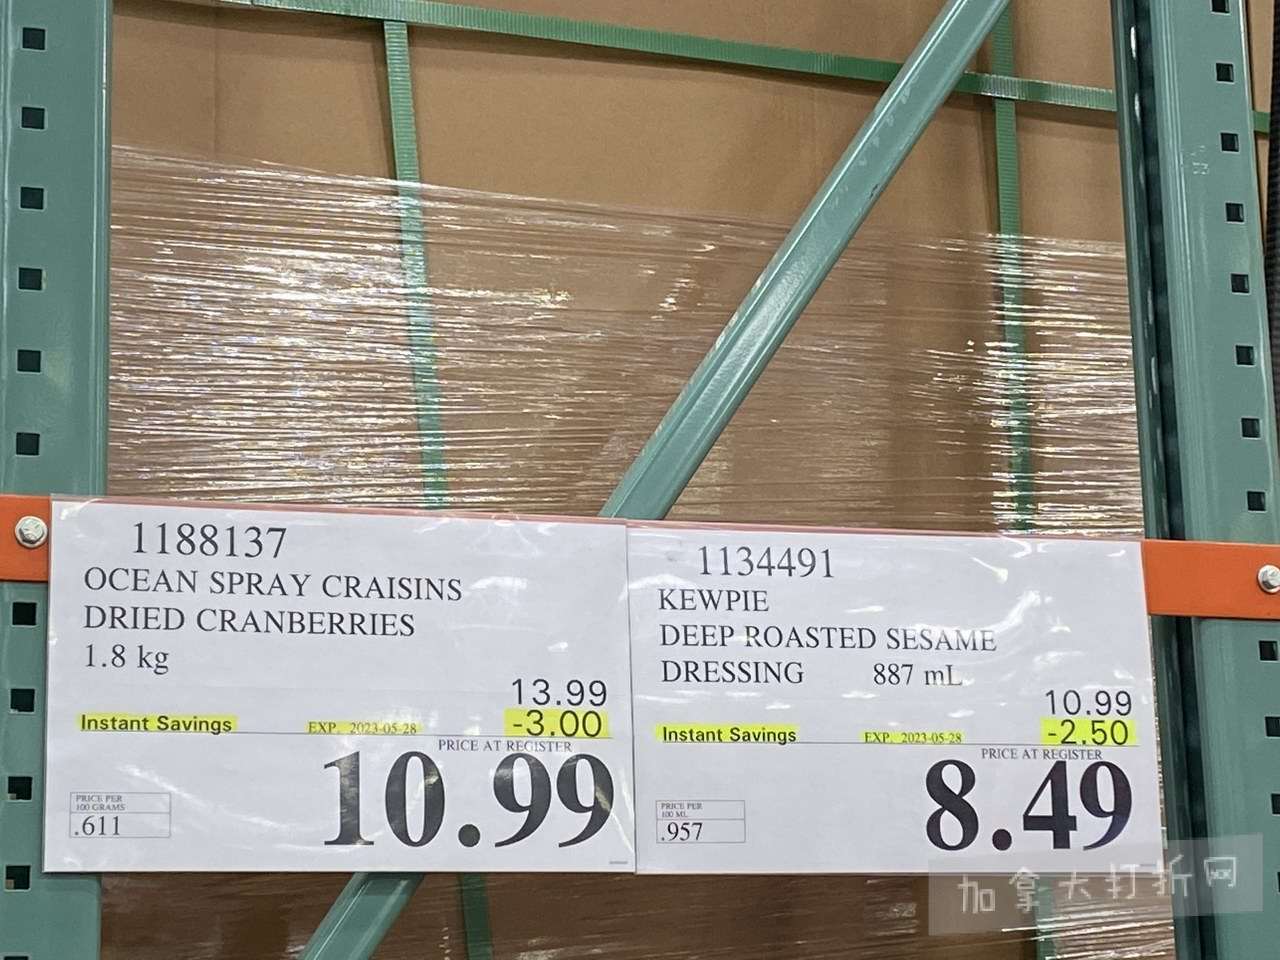 1188137
OCEAN SPRAY CRAISINS
DRIED CRANBERRIES
1.8 kg
13.99
Instant Savings EXP. 2023-05-28 -3.00
PRICE AT REGISTER
10.99
PRICE PER
100 GRAMS
.611
1134491
KEWPIE
DEEP ROASTED SESAME
DRESSING 887 mL
10.99
Instant Savings EXP. 2023-05-28 -2.50
PRICE AT REGISTER
8.49
PRICE PER
100 ML
.957
加拿大打折网